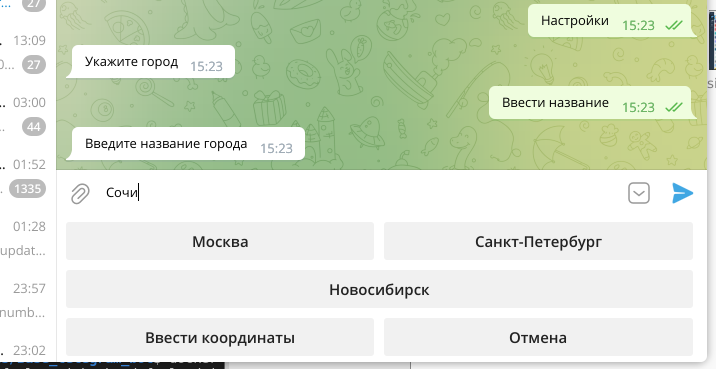 27
Настройки 15:23
13:09
Укажите город 15:23
27
03:00
Ввести название 15:23
44
Введите название города 15:23
01:52
1335
Сочи
01:28
Москва Санкт-Петербург
updat...
23:57
Новосибирск
numb...
Ввести координаты Отмена
23:02